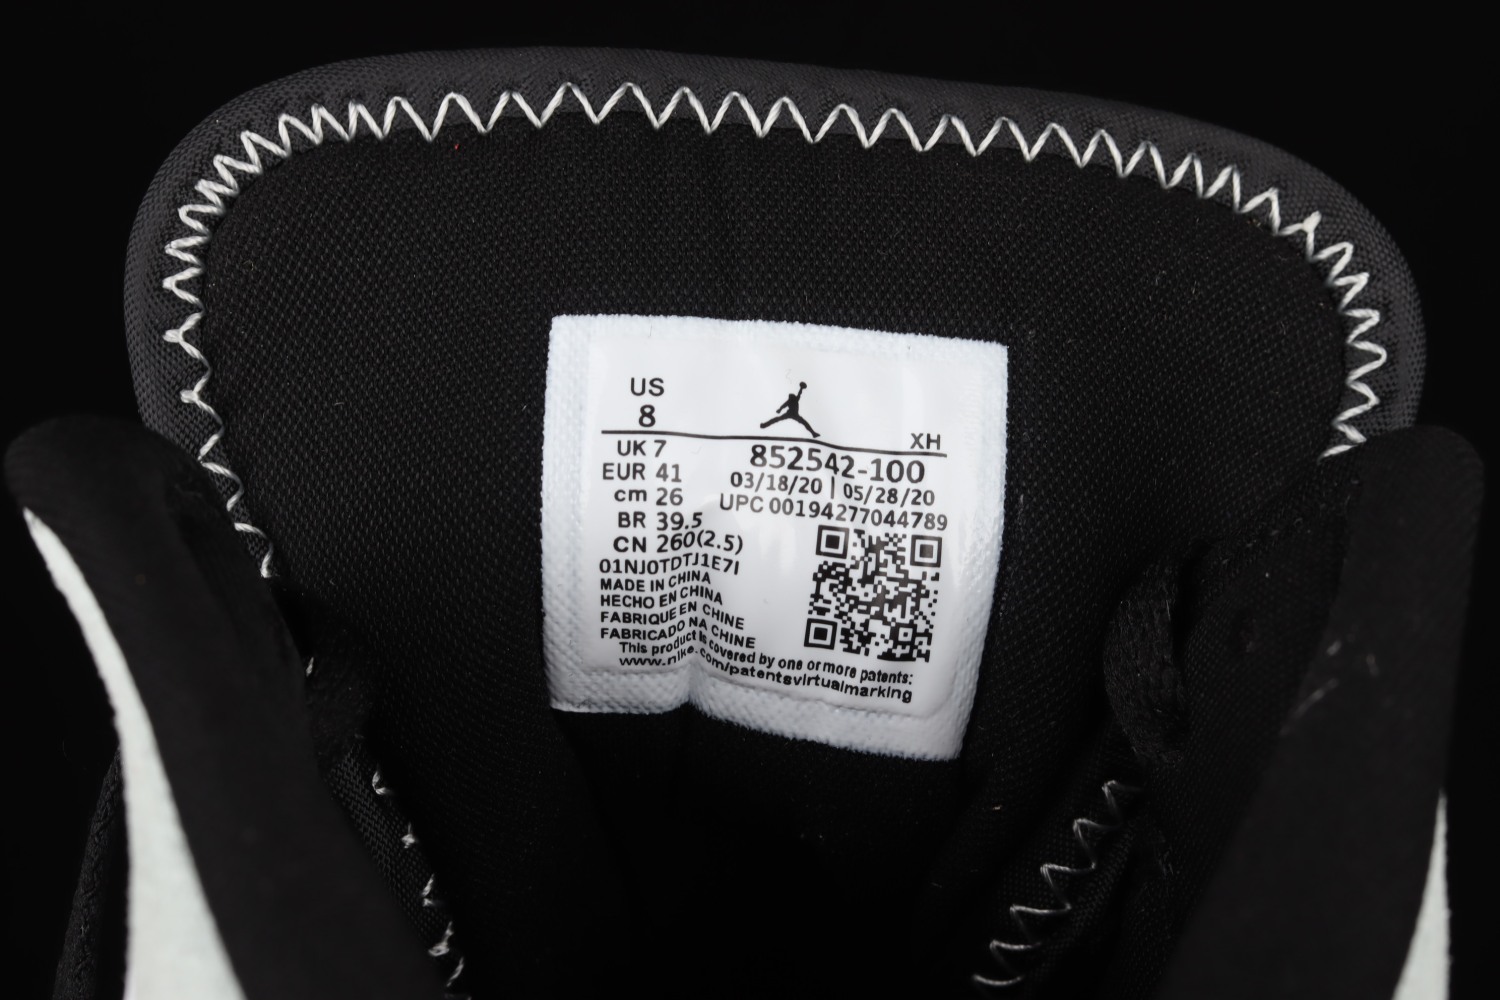 US
8
XH
UK 7
EUR 41
cm 26
BR 39.5
CN 260(2.5)
852542-100
03/18/20 | 05/28/20
UPC 00194277044789
01NJ0TDTJ1E7I
MADE IN CHINA
HECHO EN CHINA
FABRIQUE EN CHINE
FABRICADO NA CHINE
This product is covered by one or more patents:
www.nike.com/patentsvirtualmarking